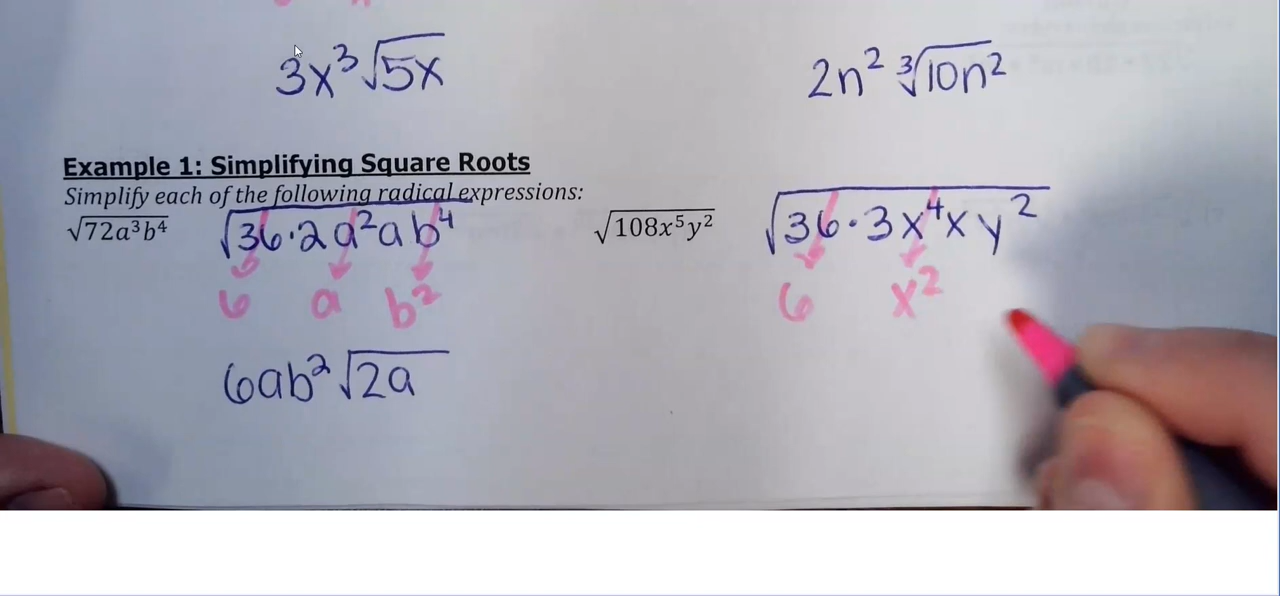 3x³√5x
2n² ³√10n²
Example 1: Simplifying Square Roots
Simplify each of the following radical expressions:
√72a³b⁴
√36·2a²ab⁴
6 a b²
6ab²√2a
√108x⁵y²
√36·3x⁴xy²
6 x²